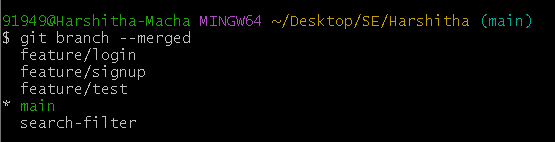 91949@Harshitha-Macha MINGW64 ~/Desktop/SE/Harshitha (main)
$ git branch --merged
  feature/login
  feature/signup
  feature/test
* main
  search-filter